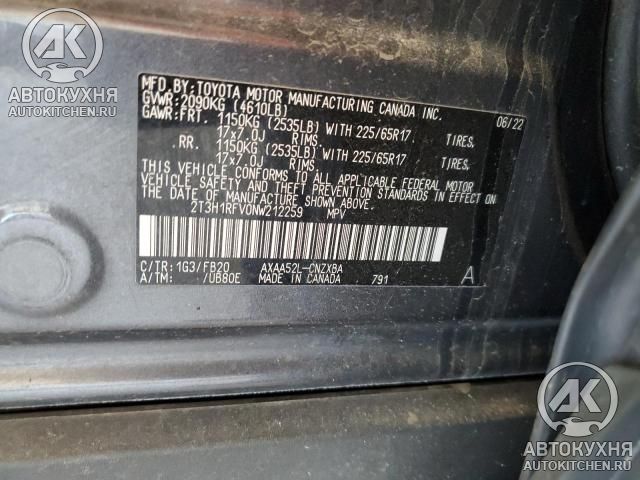 АК
АВТОКУХНЯ
AUTOKITCHEN.RU
АК
АВТОКУХНЯ
AUTOKITCHEN.RU
MFD.BY:TOYOTA MOTOR MANUFACTURING CANADA INC.
GVWR:2090KG (4610LB) 06/22
GAWR:FRT. 1150KG (2535LB) WITH 225/65R17 TIRES,
17x7.0J RIMS.
RR. 1150KG (2535LB) WITH 225/65R17 TIRES,
17x7.0J RIMS.
THIS VEHICLE CONFORMS TO ALL APPLICABLE FEDERAL MOTOR
VEHICLE SAFETY AND THEFT PREVENTION STANDARDS IN EFFECT ON
THE DATE OF MANUFACTURE SHOWN ABOVE.
2T3H1RFV0NW212259 MPV
C/TR:1G3/FB20 AXAA52L-CNZXBA
A/TM: /UB80E MADE IN CANADA 791 A
АК
АВТОКУХНЯ
AUTOKITCHEN.RU